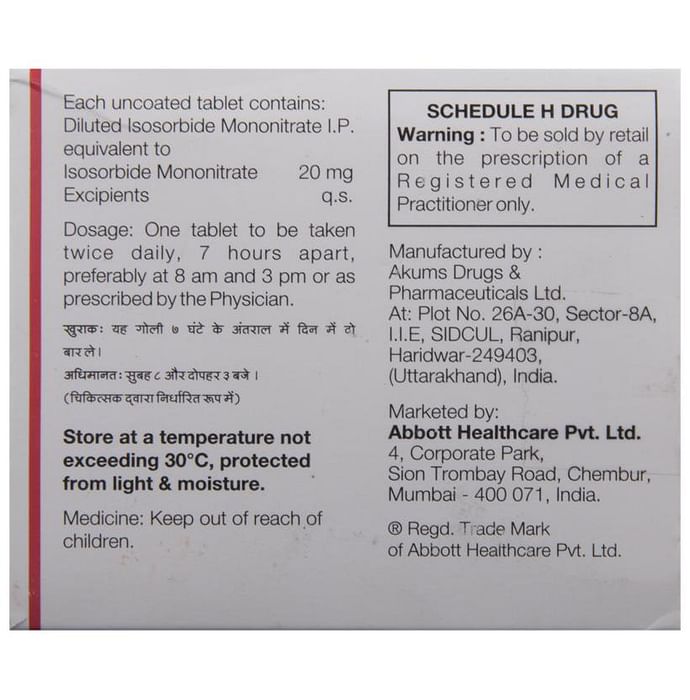 Each uncoated tablet contains:
Diluted Isosorbide Mononitrate I.P.
equivalent to
Isosorbide Mononitrate 20 mg
Excipients q.s.
Dosage: One tablet to be taken
twice daily, 7 hours apart,
preferably at 8 am and 3 pm or as
prescribed by the Physician.
खुराक: यह गोली ७ घंटे के अंतराल में दिन में दो
बार ले।
अधिमानतः सुबह ८ और दोपहर ३ बजे ।
(चिकित्सक द्वारा निर्धारित रूप में)
Store at a temperature not
exceeding 30°C, protected
from light & moisture.
Medicine: Keep out of reach of
children.
SCHEDULE H DRUG
Warning : To be sold by retail
on the prescription of a
Registered Medical
Practitioner only.
Manufactured by :
Akums Drugs &
Pharmaceuticals Ltd.
At: Plot No. 26A-30, Sector-8A,
I.I.E, SIDCUL, Ranipur,
Haridwar-249403,
(Uttarakhand), India.
Marketed by:
Abbott Healthcare Pvt. Ltd.
4, Corporate Park,
Sion Trombay Road, Chembur,
Mumbai - 400 071, India.
® Regd. Trade Mark
of Abbott Healthcare Pvt. Ltd.